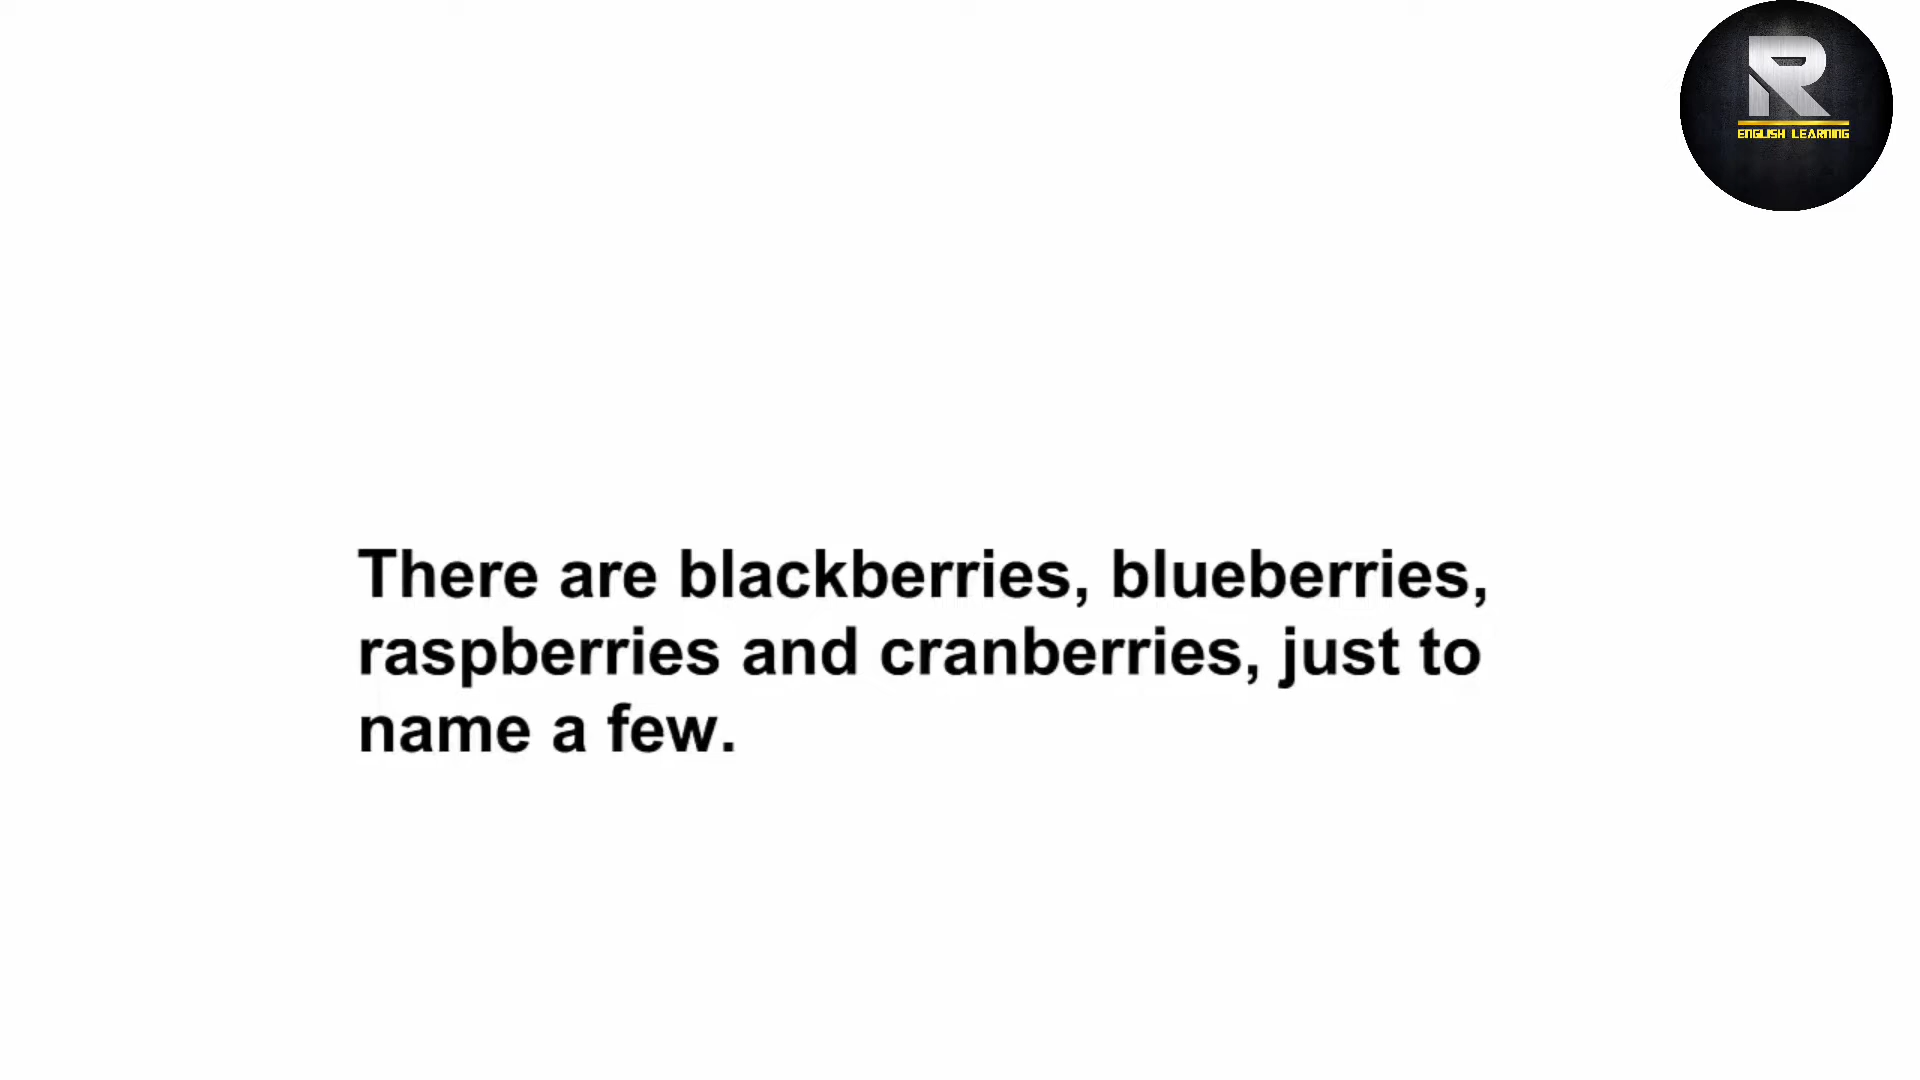 R
ENGLISH LEARNING
There are blackberries, blueberries,
raspberries and cranberries, just to
name a few.